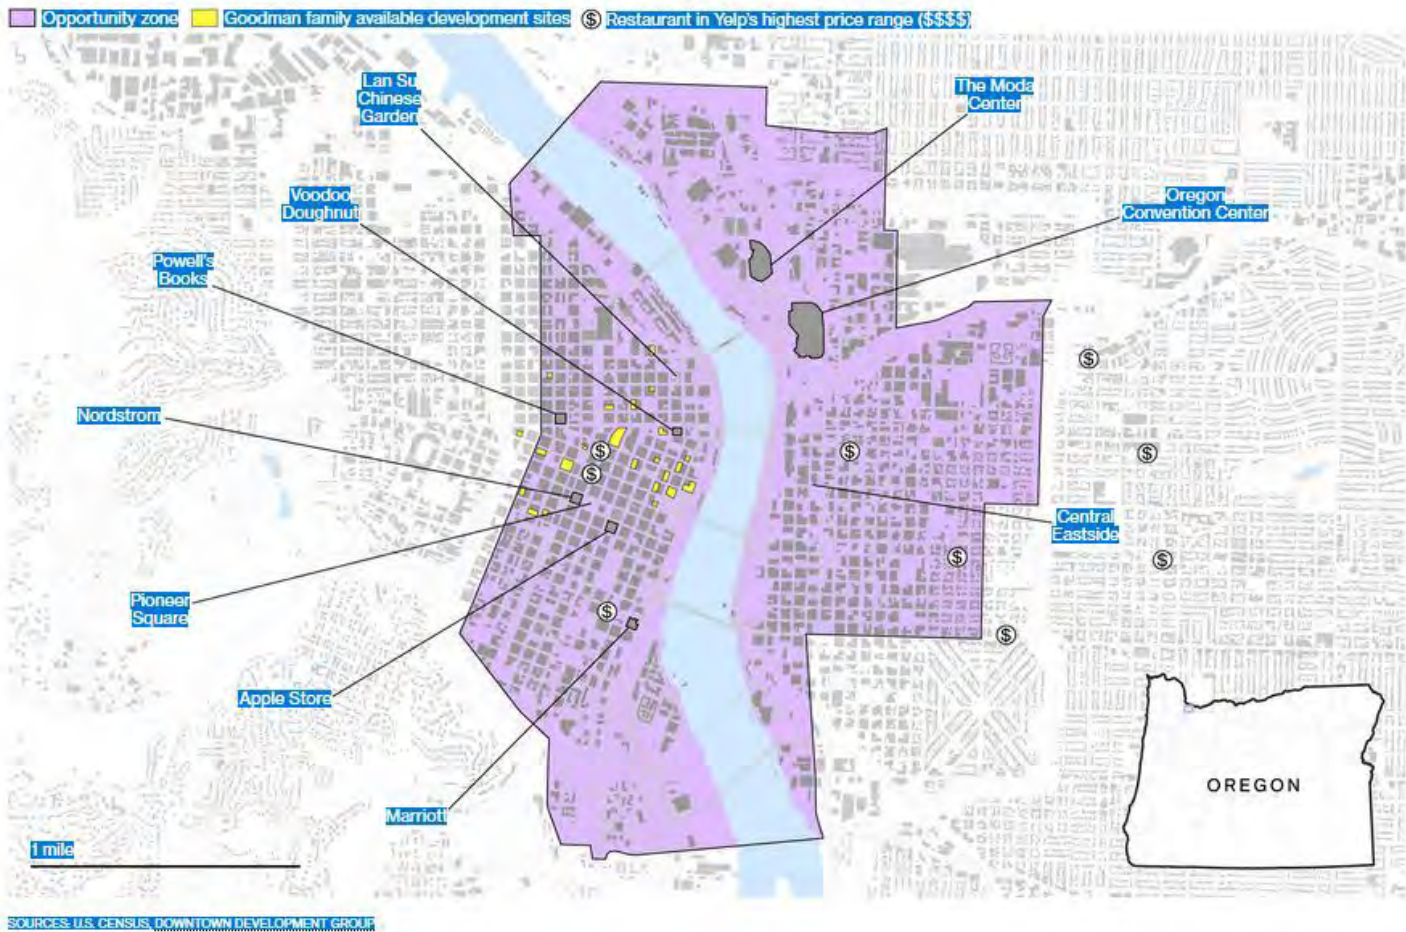 Opportunity zone
Goodman family available development sites
$ Restaurant in Yelp's highest price range ($$$$)
Lan Su
Chinese
Garden
The Moda
Center
Voodoo
Doughnut
Oregon
Convention Center
Powell's
Books
$
Nordstrom
$
$
$
$
Central
Eastside
$
$
Pioneer
Square
$
$
Apple Store
OREGON
Marriott
1 mile
SOURCES: U.S. CENSUS, DOWNTOWN DEVELOPMENT GROUP